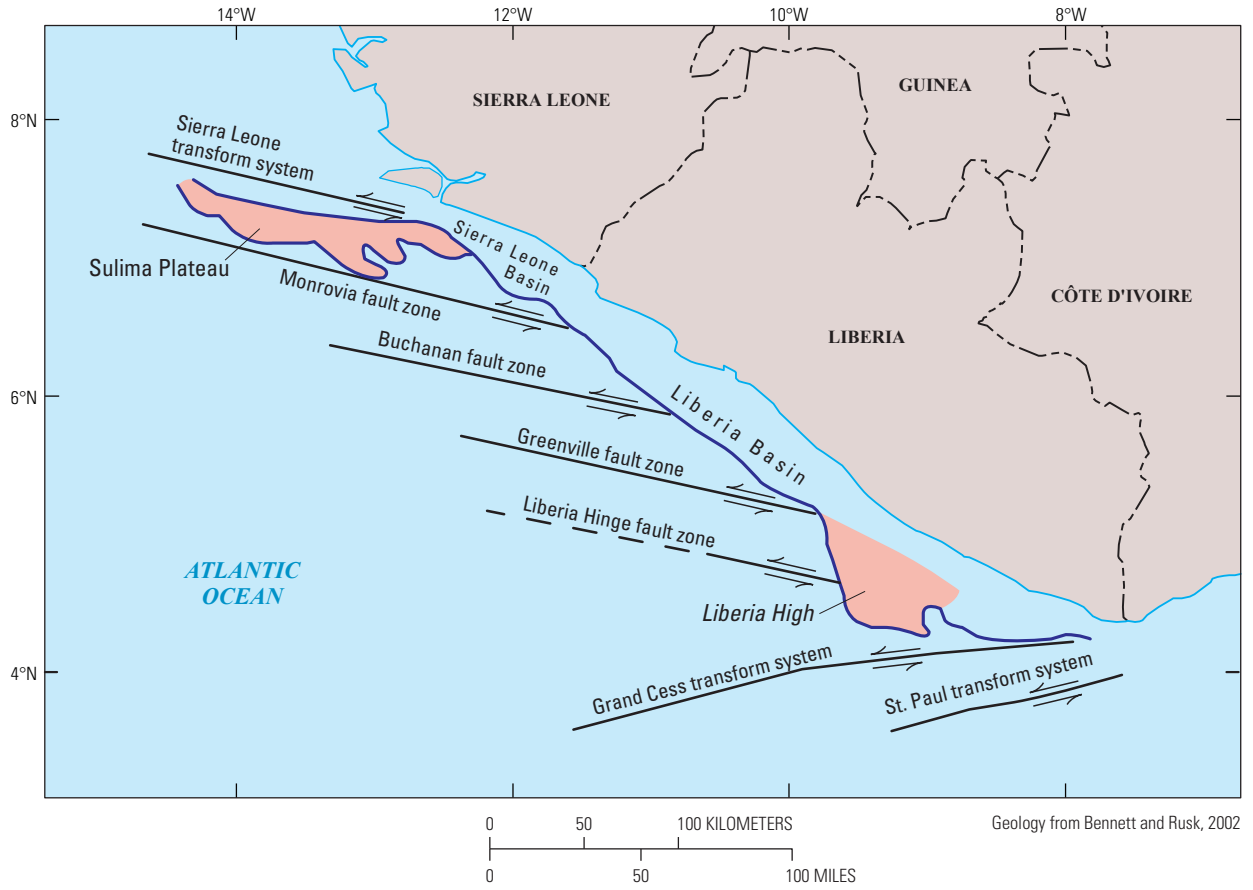 14°W
12°W
10°W
8°W
8°N
6°N
4°N
SIERRA LEONE
GUINEA
CÔTE D'IVOIRE
LIBERIA
Sierra Leone
transform system
Sulima Plateau
Sierra Leone
Basin
Monrovia fault zone
Buchanan fault zone
Liberia Basin
Greenville fault zone
Liberia Hinge fault zone
ATLANTIC
OCEAN
Liberia High
Grand Cess transform system
St. Paul transform system
0 50 100 KILOMETERS
0 50 100 MILES
Geology from Bennett and Rusk, 2002